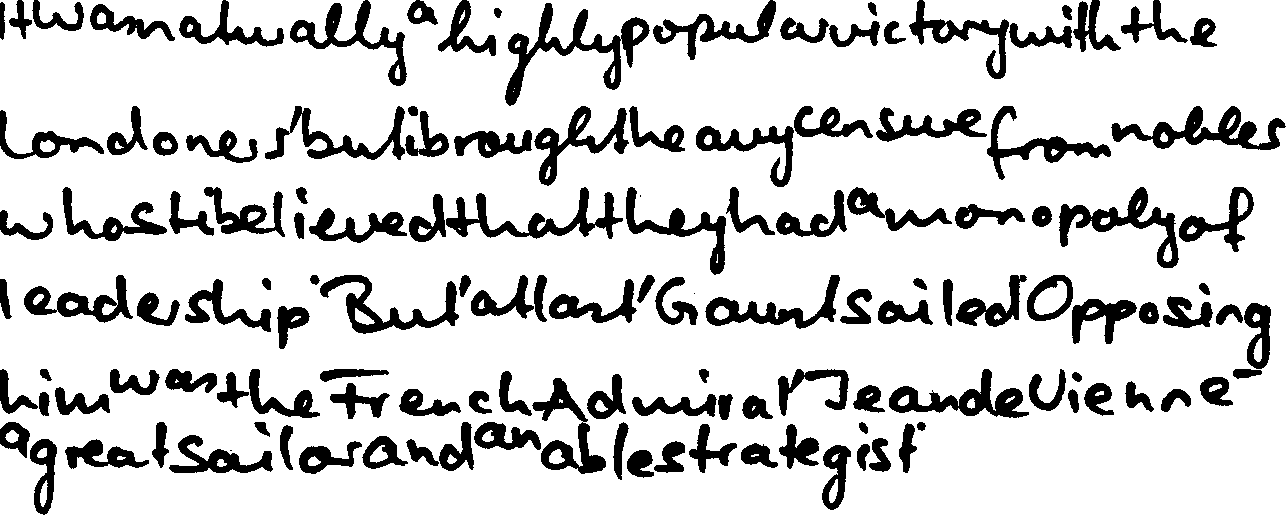 It was naturally a highly popular victory with the
Londoners, but it brought heavy censure from nobles
who still believed that they had a monopoly of
leadership. But, at last, Gaunt sailed. Opposing
him was the French Admiral, Jean de Vienne -
a great sailor and an able strategist.